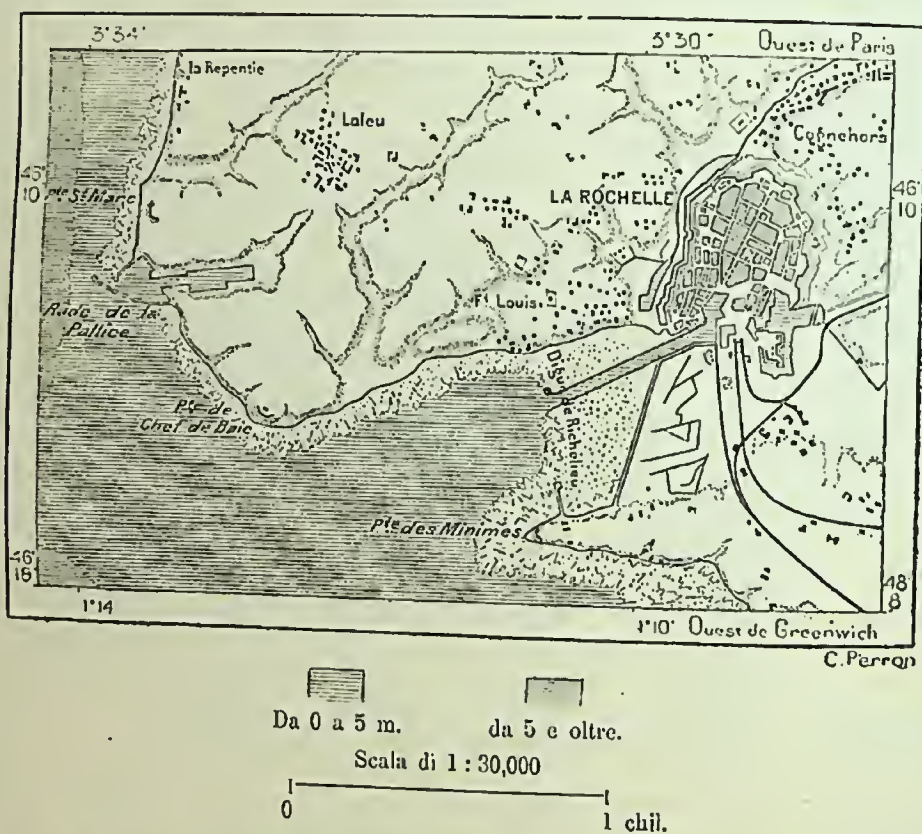 3°34'
3°30' Ouest de Paris
la Repentie
Laleu
Cognehors
46° 10'
Pte St Marc
LA ROCHELLE
46° 10
Ft Louis
Rade de la
Pallice
Digue de Richelieu
Pte de
Chef de Baie
Pte des Minimes
46°
48
8
1°14
1°10' Ouest de Greenwich
C. Perron
Da 0 a 5 m.
da 5 e oltre.
Scala di 1 : 30,000
0
1 chil.